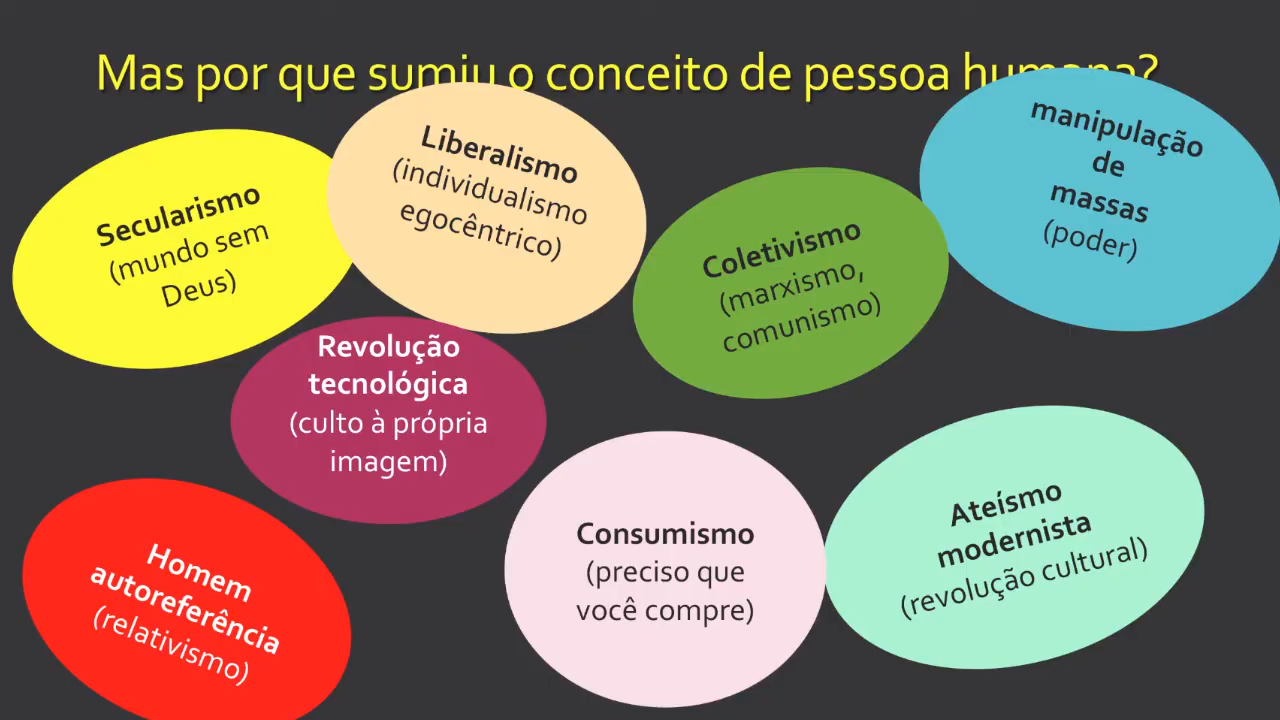 Mas por que sumiu o conceito de pessoa humana?
Secularismo
(mundo sem
Deus)
Liberalismo
(individualismo
egocêntrico)
Coletivismo
(marxismo,
comunismo)
manipulação
de
massas
(poder)
Revolução
tecnológica
(culto à própria
imagem)
Homem
autoreferência
(relativismo)
Consumismo
(preciso que
você compre)
Ateísmo
modernista
(revolução cultural)